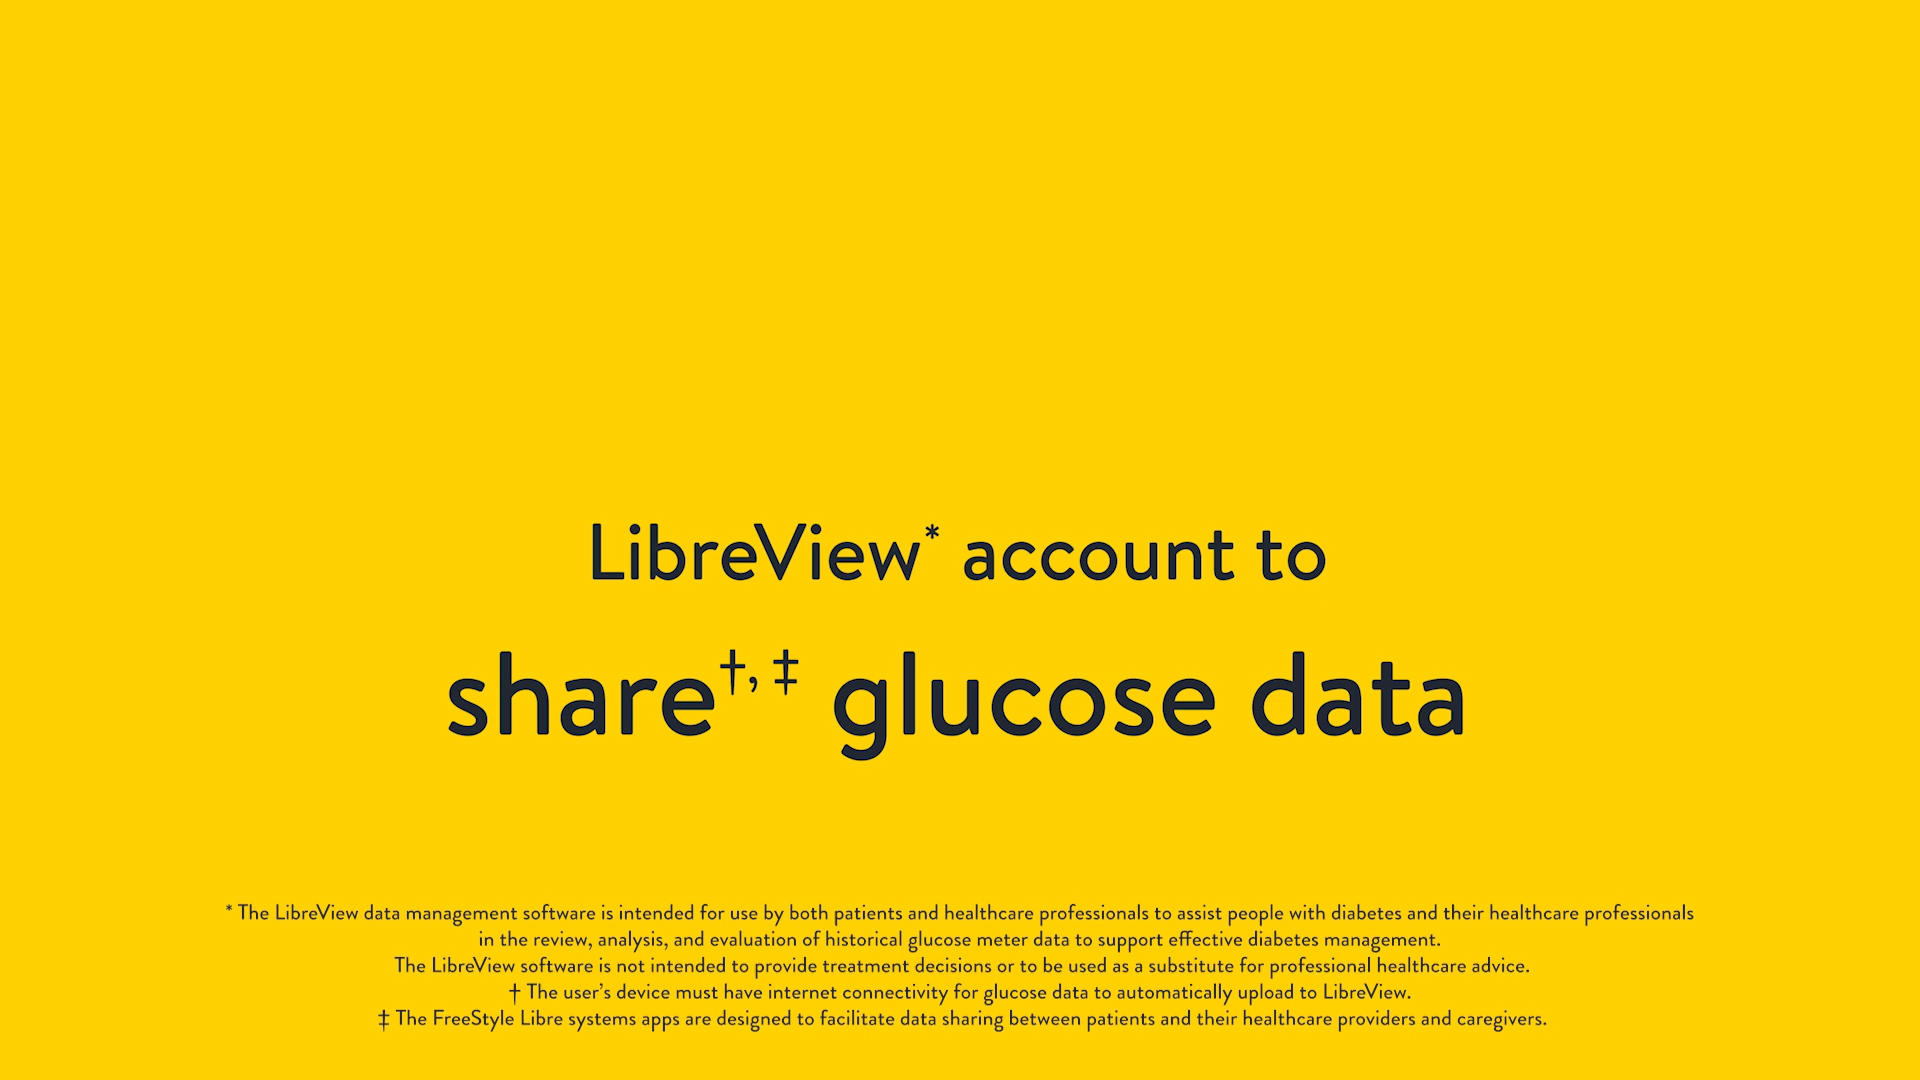 LibreView* account to
share†,‡ glucose data
* The LibreView data management software is intended for use by both patients and healthcare professionals to assist people with diabetes and their healthcare professionals
in the review, analysis, and evaluation of historical glucose meter data to support effective diabetes management.
The LibreView software is not intended to provide treatment decisions or to be used as a substitute for professional healthcare advice.
† The user’s device must have internet connectivity for glucose data to automatically upload to LibreView.
‡ The FreeStyle Libre systems apps are designed to facilitate data sharing between patients and their healthcare providers and caregivers.